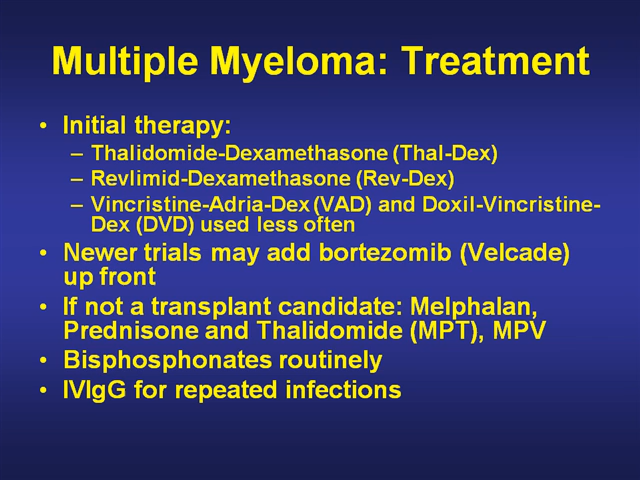 Multiple Myeloma: Treatment
• Initial therapy:
– Thalidomide-Dexamethasone (Thal-Dex)
– Revlimid-Dexamethasone (Rev-Dex)
– Vincristine-Adria-Dex (VAD) and Doxil-Vincristine-
Dex (DVD) used less often
• Newer trials may add bortezomib (Velcade)
up front
• If not a transplant candidate: Melphalan,
Prednisone and Thalidomide (MPT), MPV
• Bisphosphonates routinely
• IVIgG for repeated infections